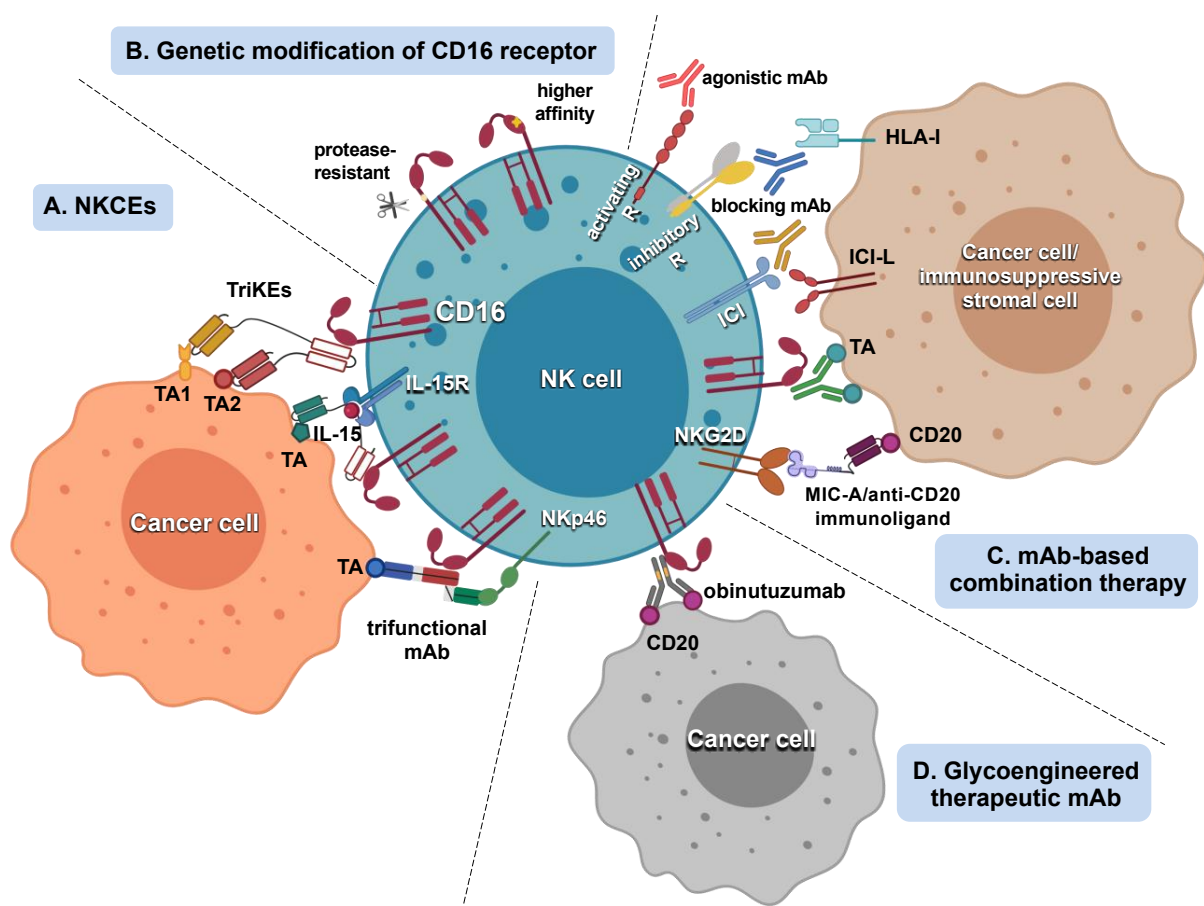 B. Genetic modification of CD16 receptor
A. NKCEs
protease-
resistant
higher
affinity
TriKEs
TA1
TA2
TA
IL-15
CD16
IL-15R
Cancer cell
TA
trifunctional
mAb
NKp46
NK cell
agonistic mAb
activating
R
inhibitory
R
blocking mAb
ICI
HLA-I
ICI-L
Cancer cell/
immunosuppressive
stromal cell
TA
NKG2D
CD20
MIC-A/anti-CD20
immunoligand
C. mAb-based
combination therapy
obinutuzumab
CD20
Cancer cell
D. Glycoengineered
therapeutic mAb